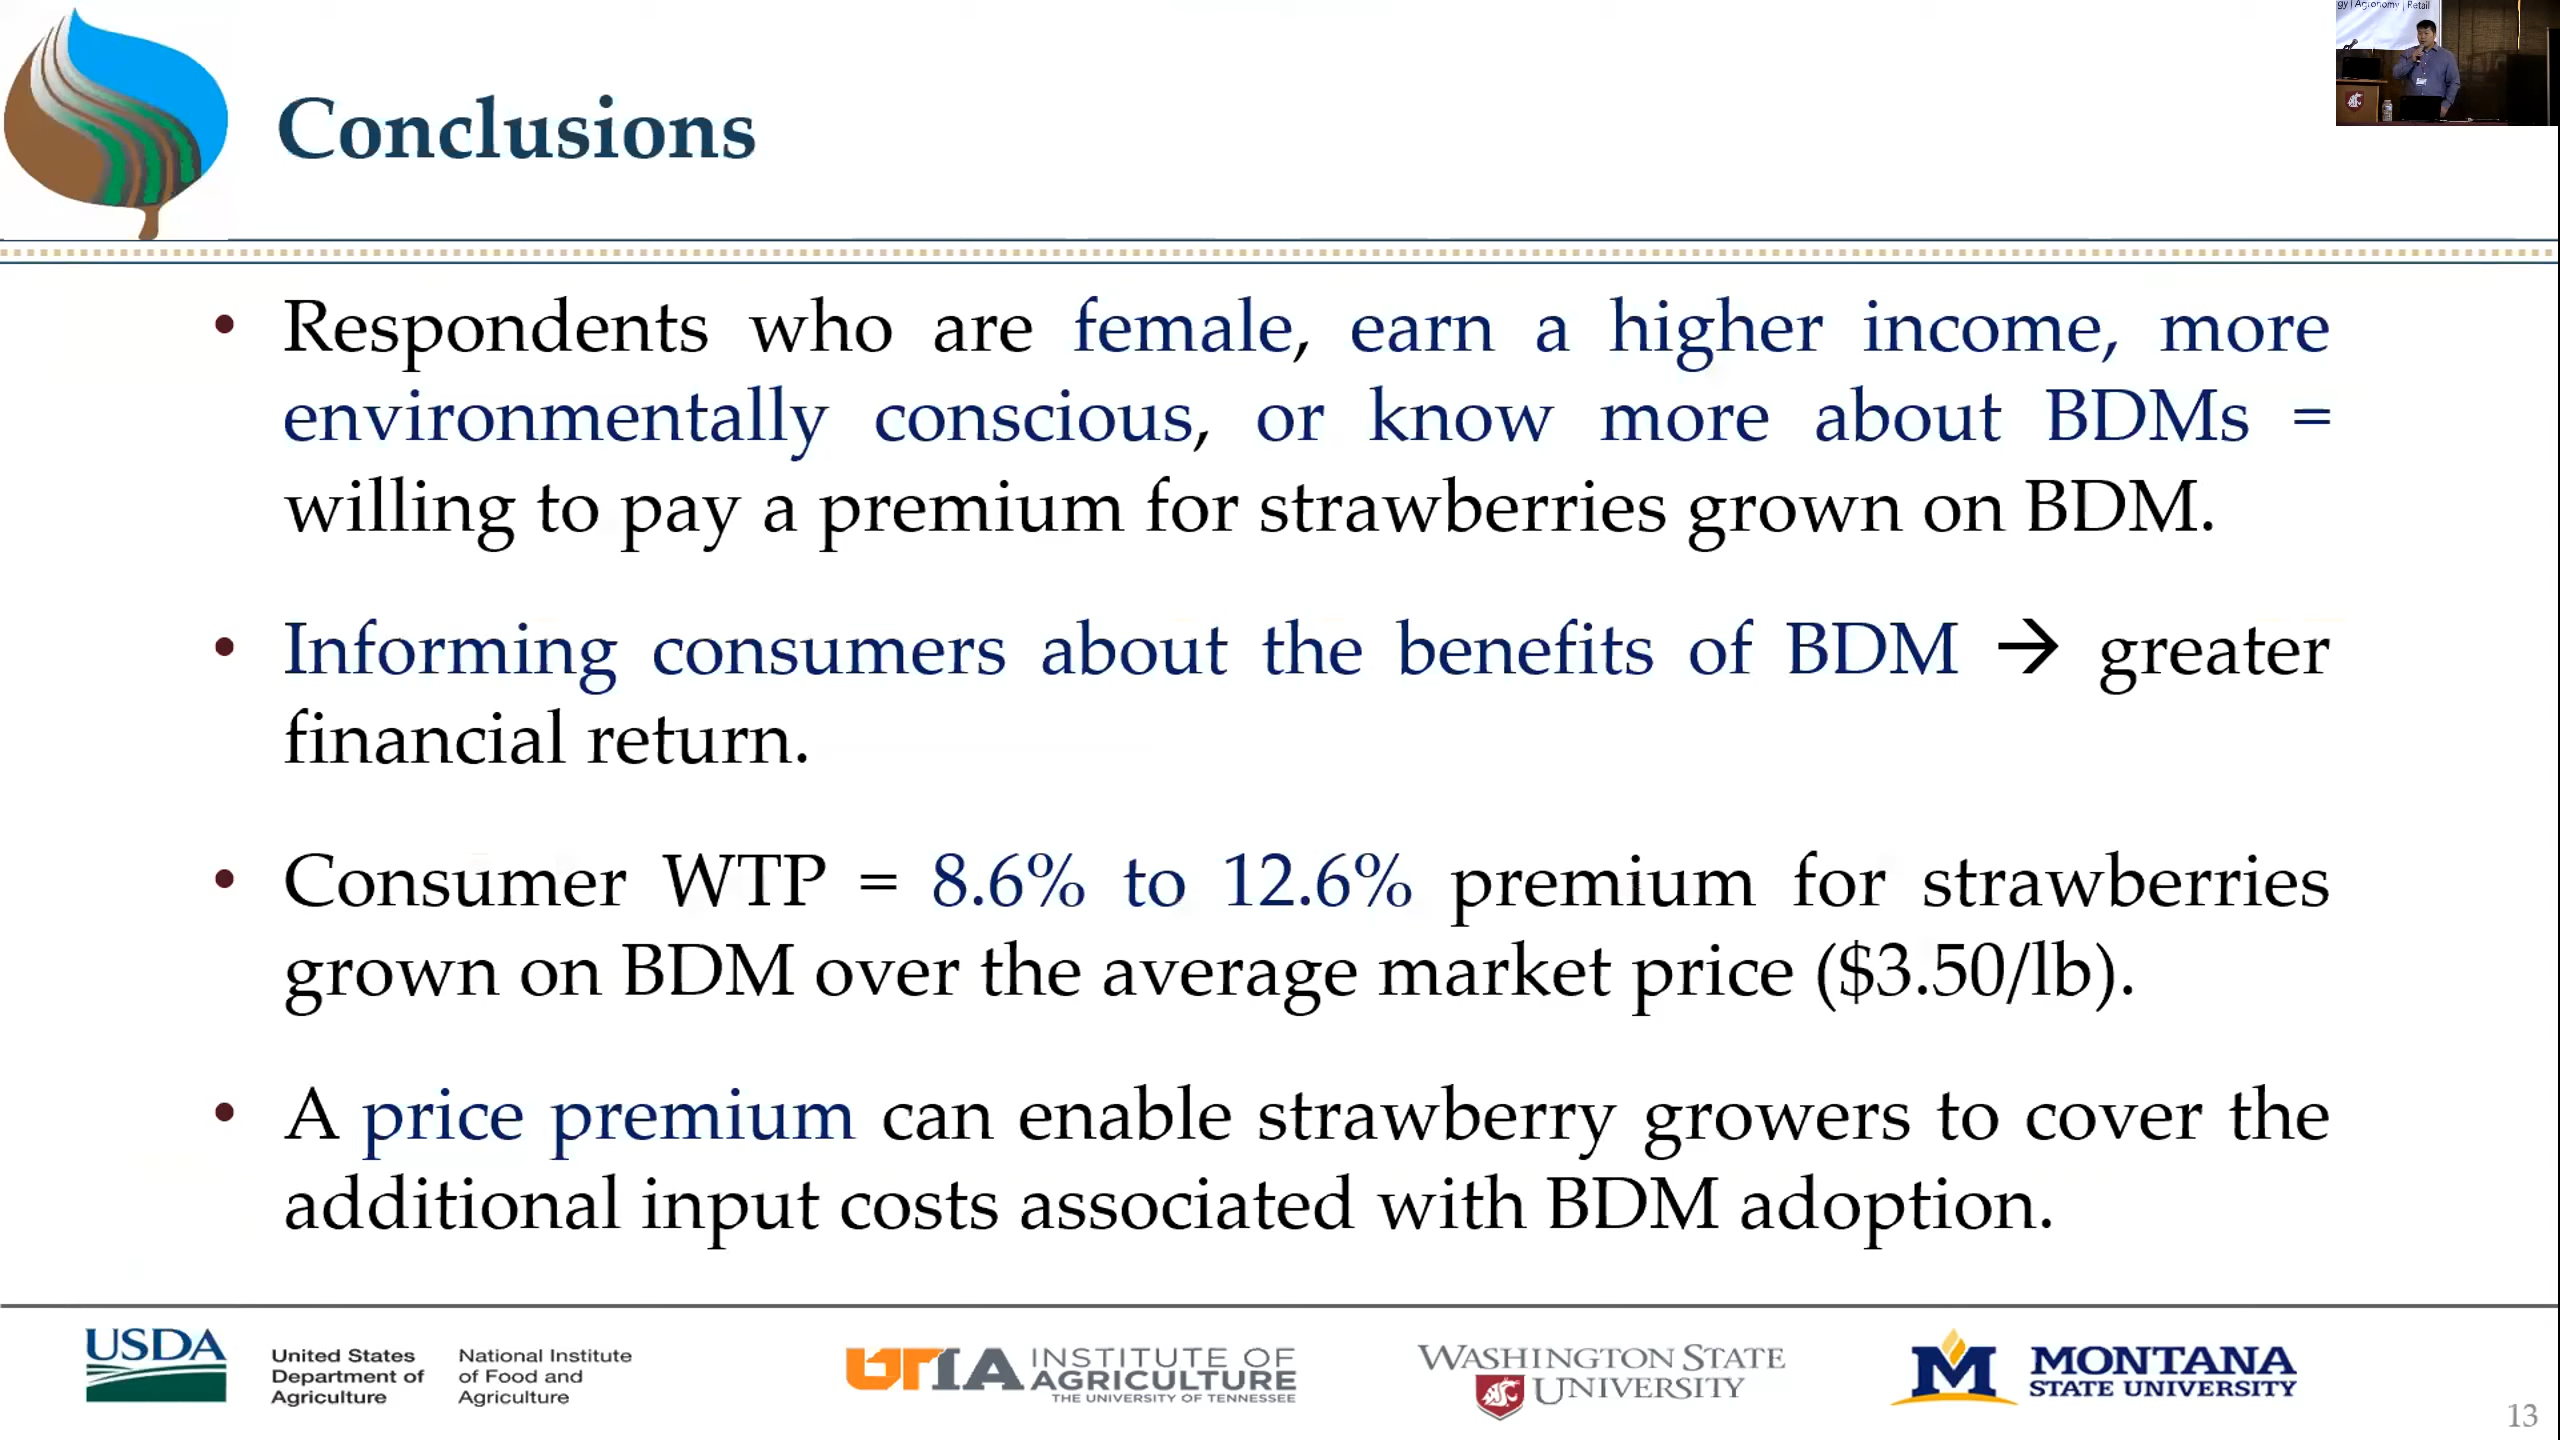 gy | Agronomy | Retail
Conclusions
• Respondents who are female, earn a higher income, more
environmentally conscious, or know more about BDMs =
willing to pay a premium for strawberries grown on BDM.
• Informing consumers about the benefits of BDM → greater
financial return.
• Consumer WTP = 8.6% to 12.6% premium for strawberries
grown on BDM over the average market price ($3.50/lb).
• A price premium can enable strawberry growers to cover the
additional input costs associated with BDM adoption.
USDA
United States
Department of
Agriculture
National Institute
of Food and
Agriculture
UTIA INSTITUTE OF
AGRICULTURE
THE UNIVERSITY OF TENNESSEE
WASHINGTON STATE
UNIVERSITY
M MONTANA
STATE UNIVERSITY
13